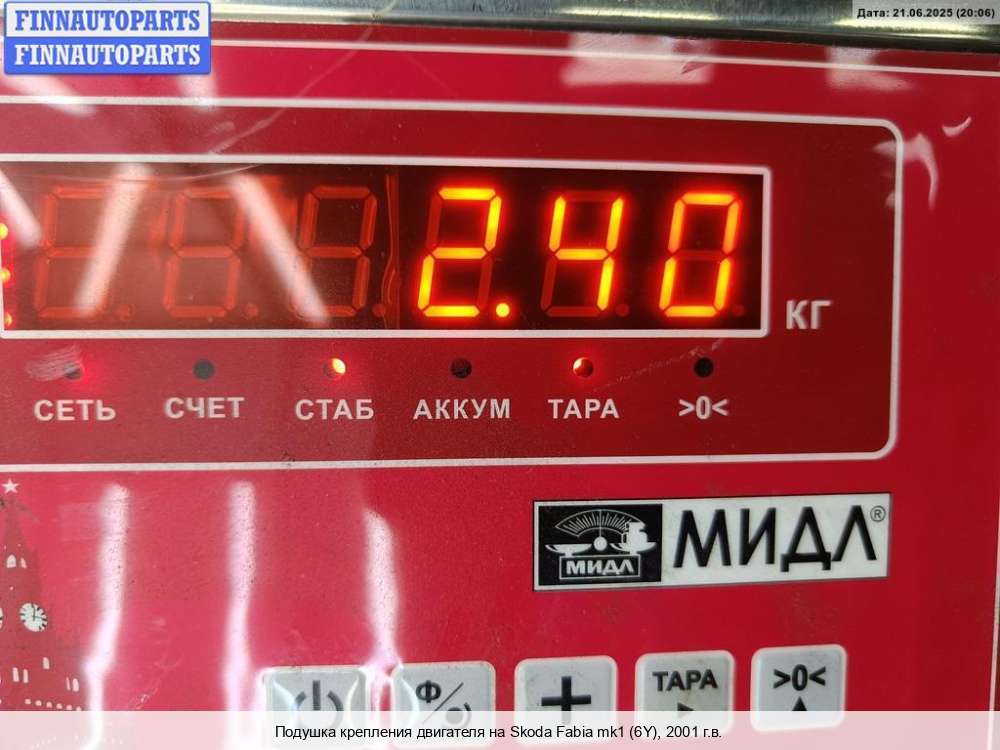 FINNAUTOPARTS
FINNAUTOPARTS
Дата: 21.06.2025 (20:06)
2.40
КГ
СЕТЬ СЧЕТ СТАБ АККУМ ТАРА >0<
МИДЛ
МИДЛ®
Ф/
+
ТАРА
>0<
Подушка крепления двигателя на Skoda Fabia mk1 (6Y), 2001 г.в.